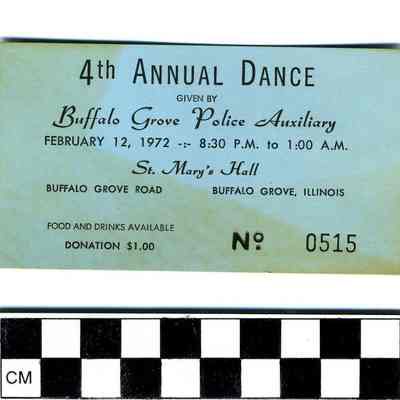 4th ANNUAL DANCE
GIVEN BY
Buffalo Grove Police Auxiliary
FEBRUARY 12, 1972 -:- 8:30 P.M. to 1:00 A.M.
St. Mary's Hall
BUFFALO GROVE ROAD BUFFALO GROVE, ILLINOIS
FOOD AND DRINKS AVAILABLE
DONATION $1.00
Nº 0515
CM